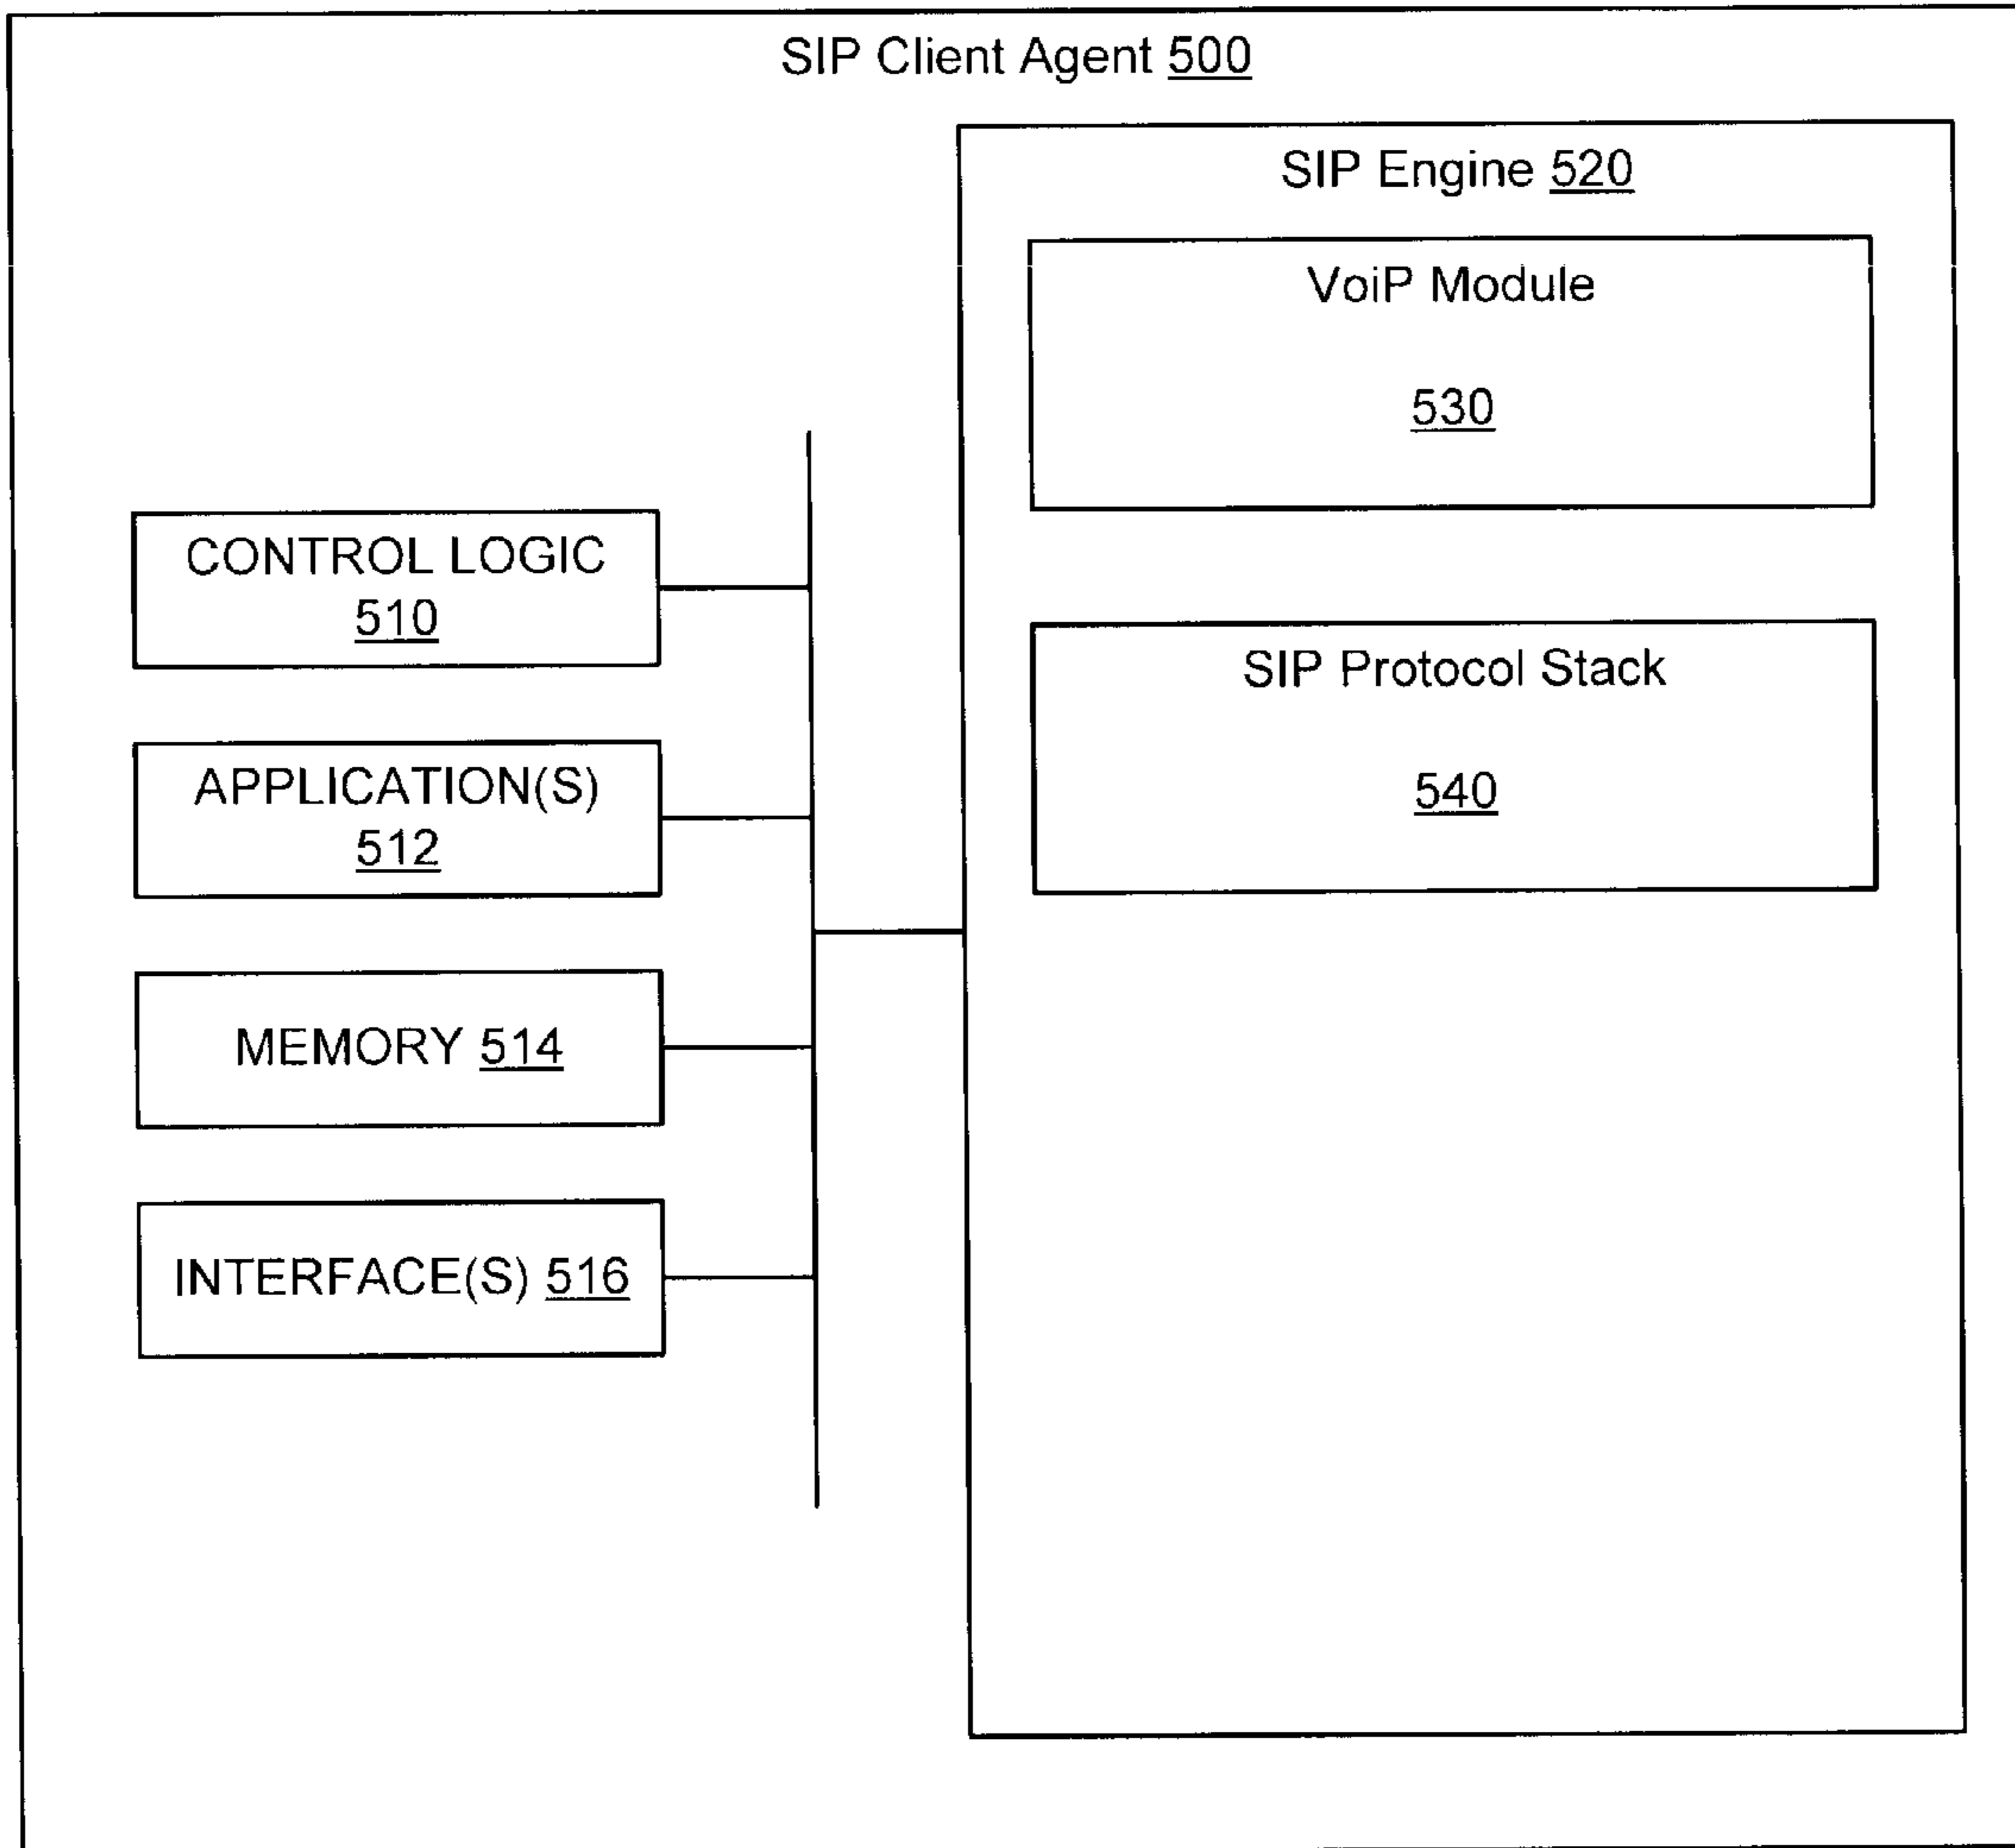 SIP Client Agent 500
SIP Engine 520
VoiP Module
530
CONTROL LOGIC
510
SIP Protocol Stack
540
APPLICATION(S)
512
MEMORY 514
INTERFACE(S) 516